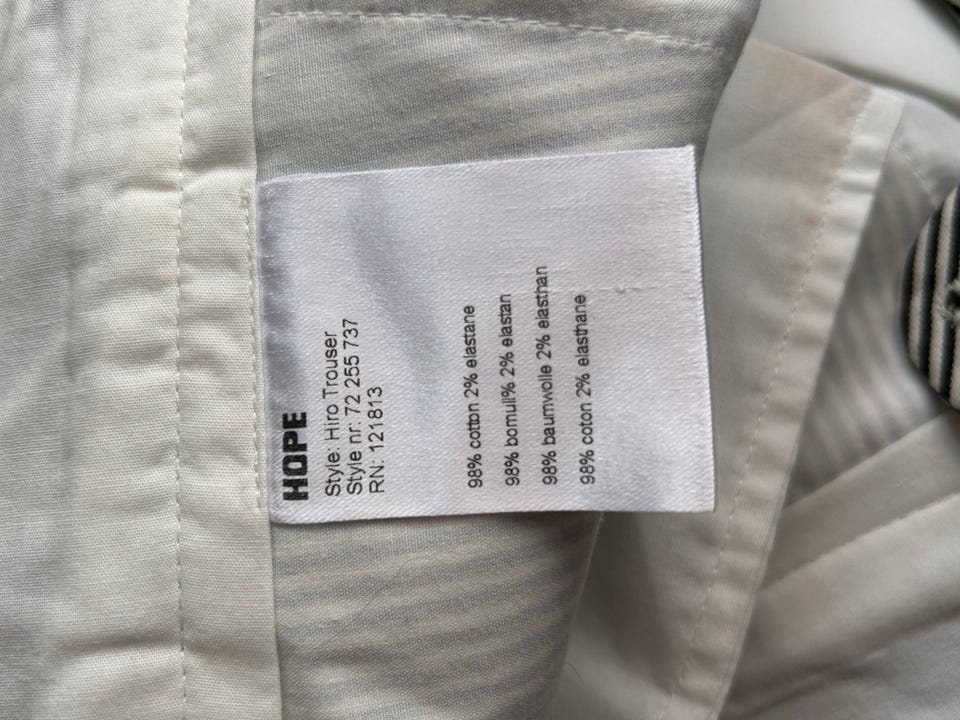 HOPE
Style: Hiro Trouser
Style nr: 72 255 737
RN: 121813
98% cotton 2% elastane
98% bomull% 2% elastan
98% baumwolle 2% elasthan
98% coton 2% elasthane